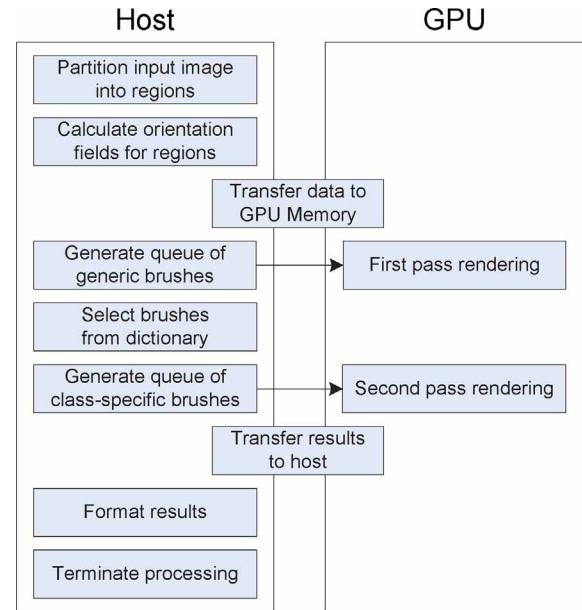 Host
GPU
Partition input image
into regions
Calculate orientation
fields for regions
Transfer data to
GPU Memory
Generate queue of
generic brushes
First pass rendering
Select brushes
from dictionary
Generate queue of
class-specific brushes
Second pass rendering
Transfer results
to host
Format results
Terminate processing